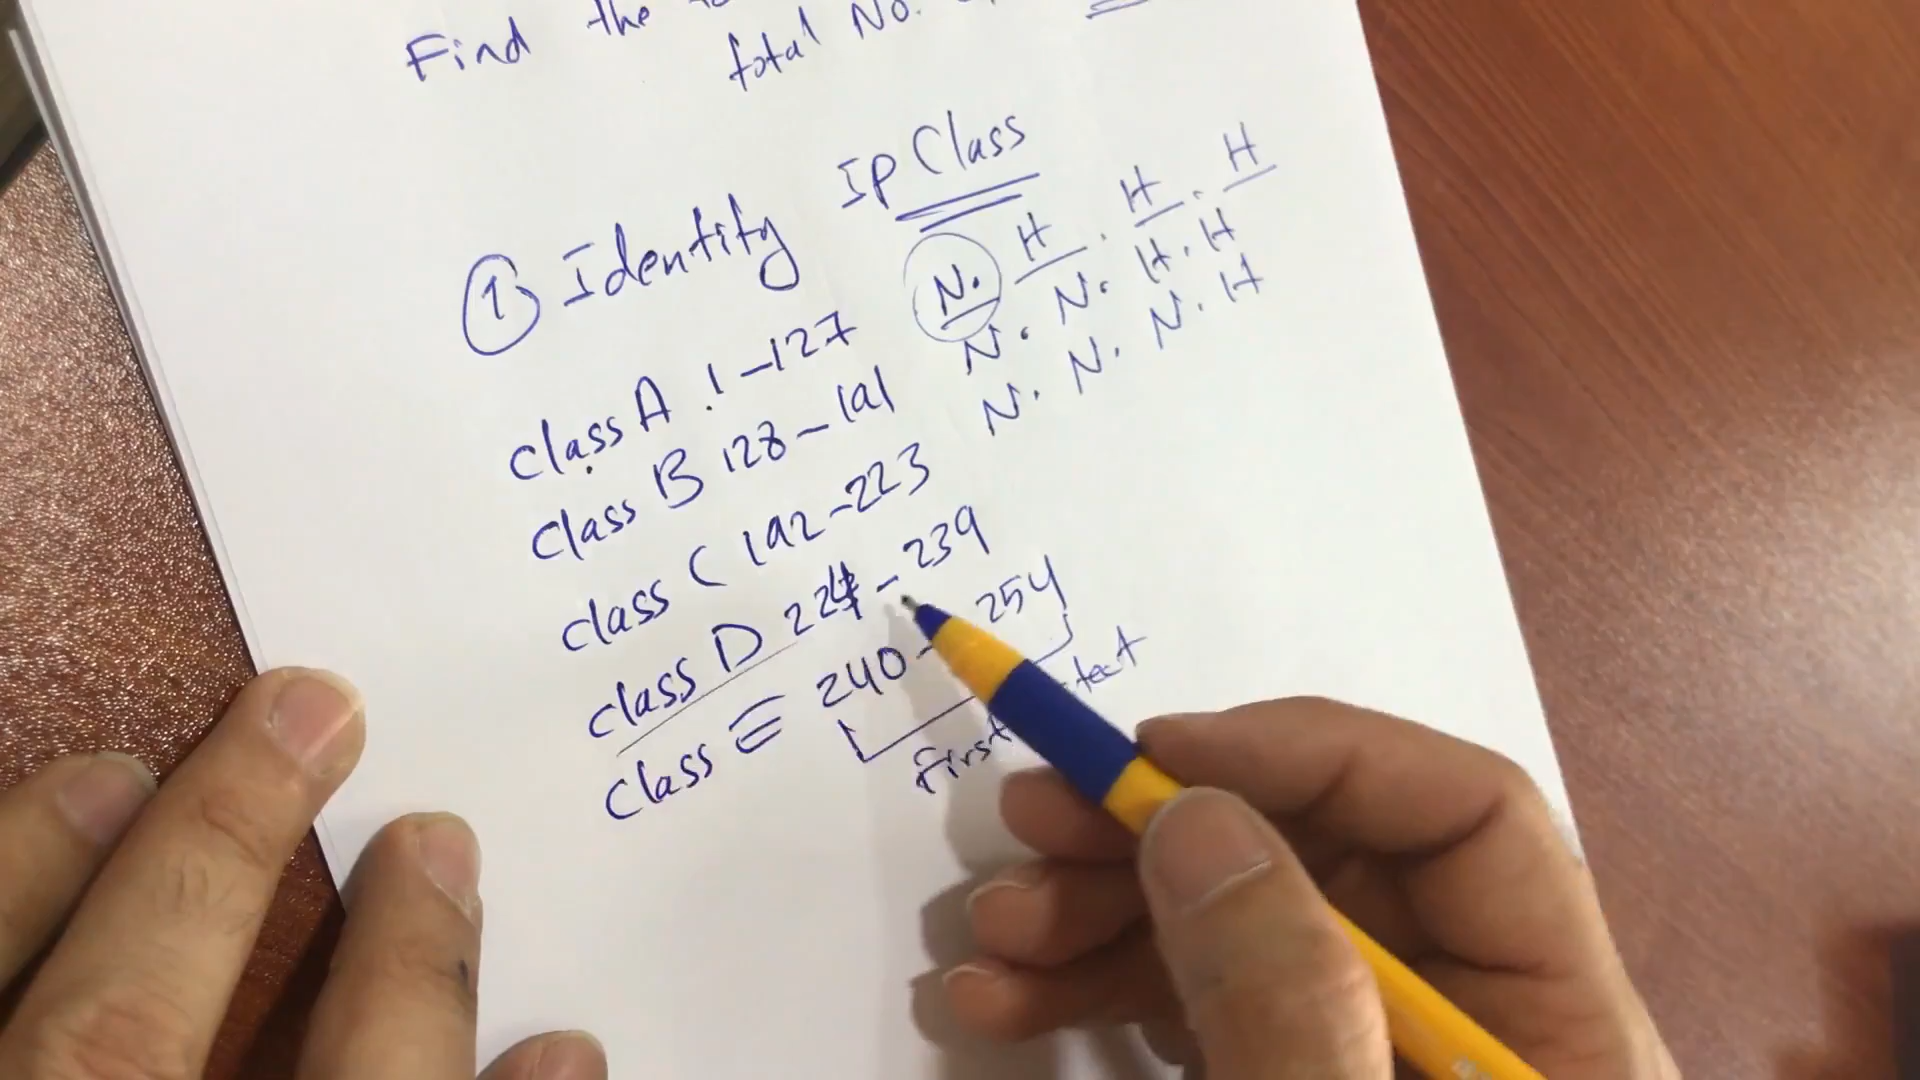 Find the
total No.
① Identity IP Class
N. H. H. H
class A 1-127 N. N. H. H
class B 128-191 N. N. N. H
class C 192-223
class D 224-239
class E 240-254
First